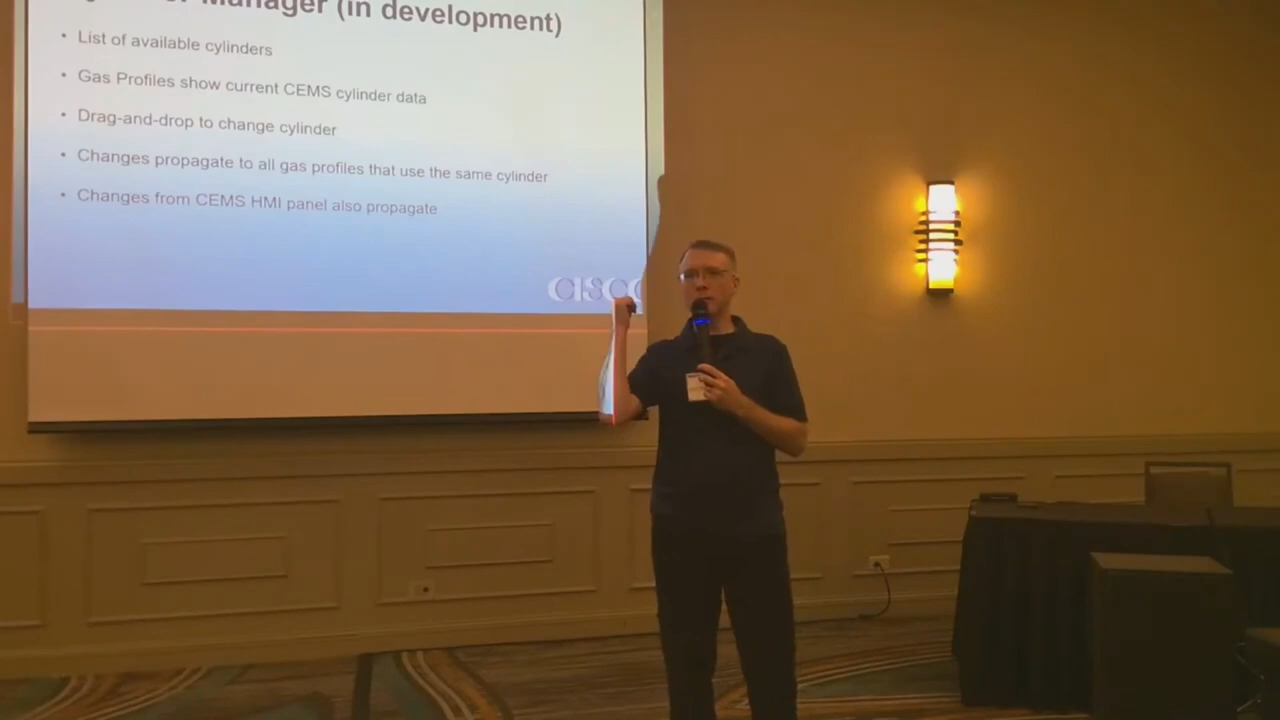 Manager (in development)
• List of available cylinders
• Gas Profiles show current CEMS cylinder data
• Drag-and-drop to change cylinder
• Changes propagate to all gas profiles that use the same cylinder
• Changes from CEMS HMI panel also propagate
CISCO